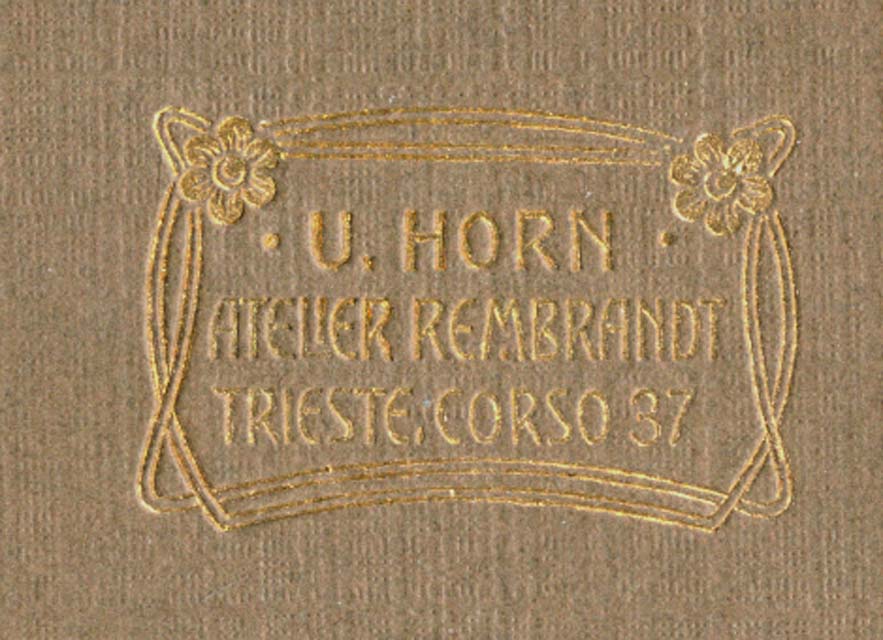 · U. HORN ·
ATELIER REMBRANDT
TRIESTE, CORSO 37